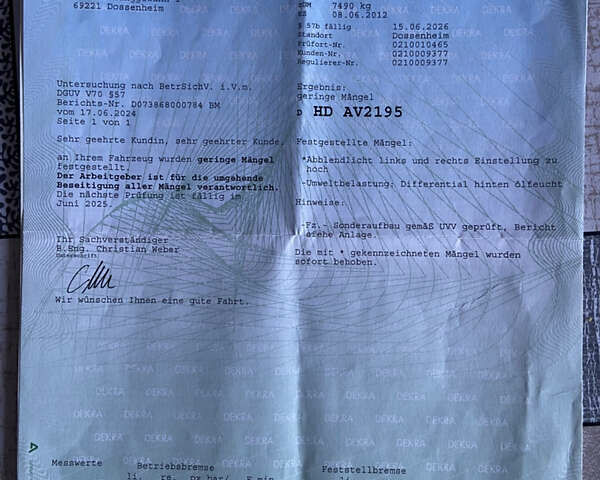 69221 Dossenheim
7490 kg
08.06.2012
§ 57b fällig 15.06.2026
Standort Dossenheim
Prüfort-Nr. 0210010465
Kunden-Nr. 0210009377
Regulierer-Nr. 0210009377
Untersuchung nach BetrSichV. i.V.m.
DGUV V70 §57
Berichts-Nr. D073868000784 BM
vom 17.06.2024
Seite 1 von 1
Sehr geehrte Kundin, sehr geehrter Kunde,
an Ihrem Fahrzeug wurden geringe Mängel
festgestellt.
Der Arbeitgeber ist für die umgehende
Beseitigung aller Mängel verantwortlich.
Die nächste Prüfung ist fällig im
Juni 2025.
Ihr Sachverständiger
B.Eng. Christian Weber
Unterschrift
Wir wünschen Ihnen eine gute Fahrt.
Ergebnis:
geringe Mängel
D HD AV2195
Festgestellte Mängel:
*Abblendlicht links und rechts Einstellung zu
hoch
-Umweltbelastung: Differential hinten ölfeucht
Hinweise:
-Fz.- Sonderaufbau gemäß UVV geprüft, Bericht
siehe Anlage.
Die mit * gekennzeichneten Mängel wurden
sofort behoben.
Messwerte Betriebsbremse Feststellbremse